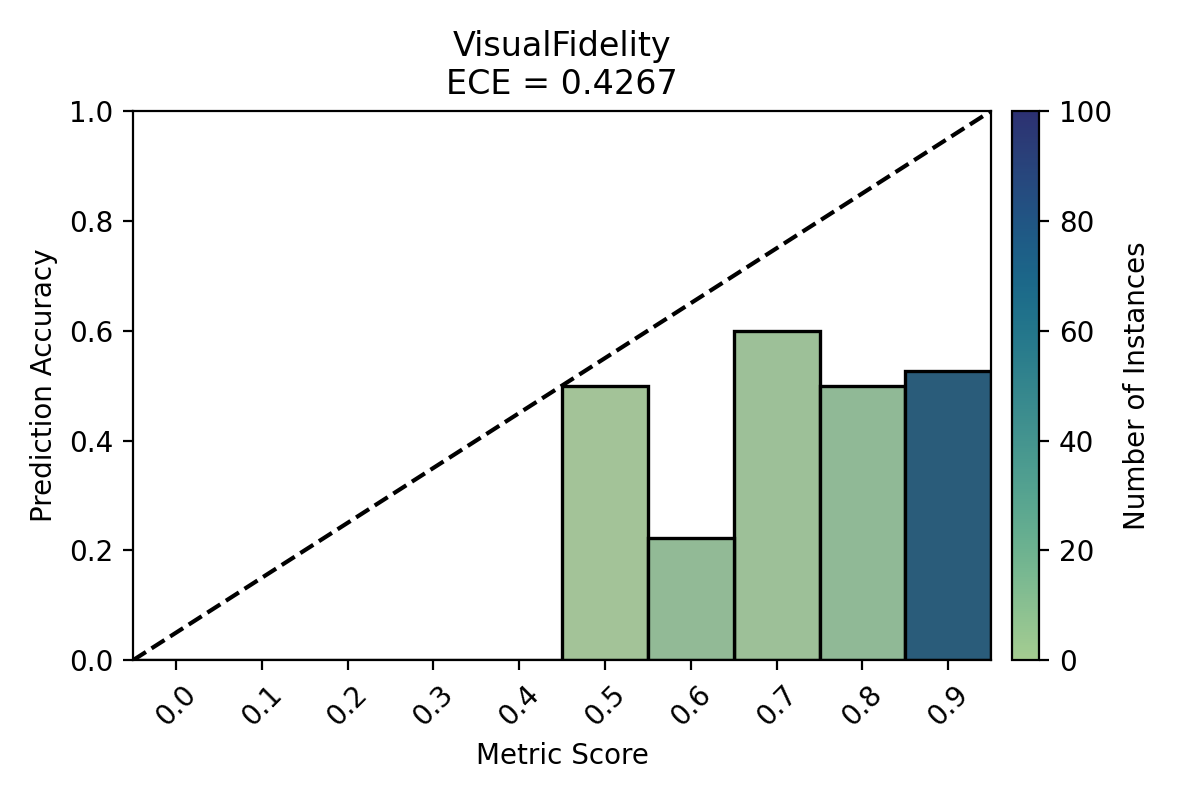 VisualFidelity
ECE = 0.4267
Prediction Accuracy
1.0
0.8
0.6
0.4
0.2
0.0
0.0 0.1 0.2 0.3 0.4 0.5 0.6 0.7 0.8 0.9
Metric Score
100
80
60
40
20
0
Number of Instances